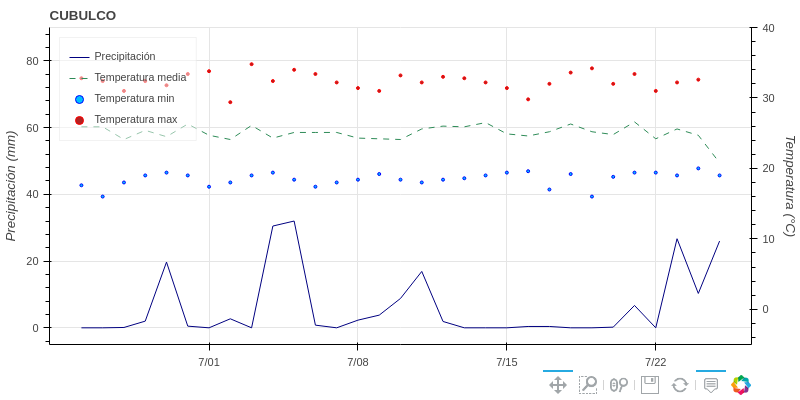 CUBULCO
Precipitación
Temperatura media
Temperatura min
Temperatura max
Precipitación (mm)
80
60
40
20
0
Temperatura (°C)
40
30
20
10
0
7/01
7/08
7/15
7/22